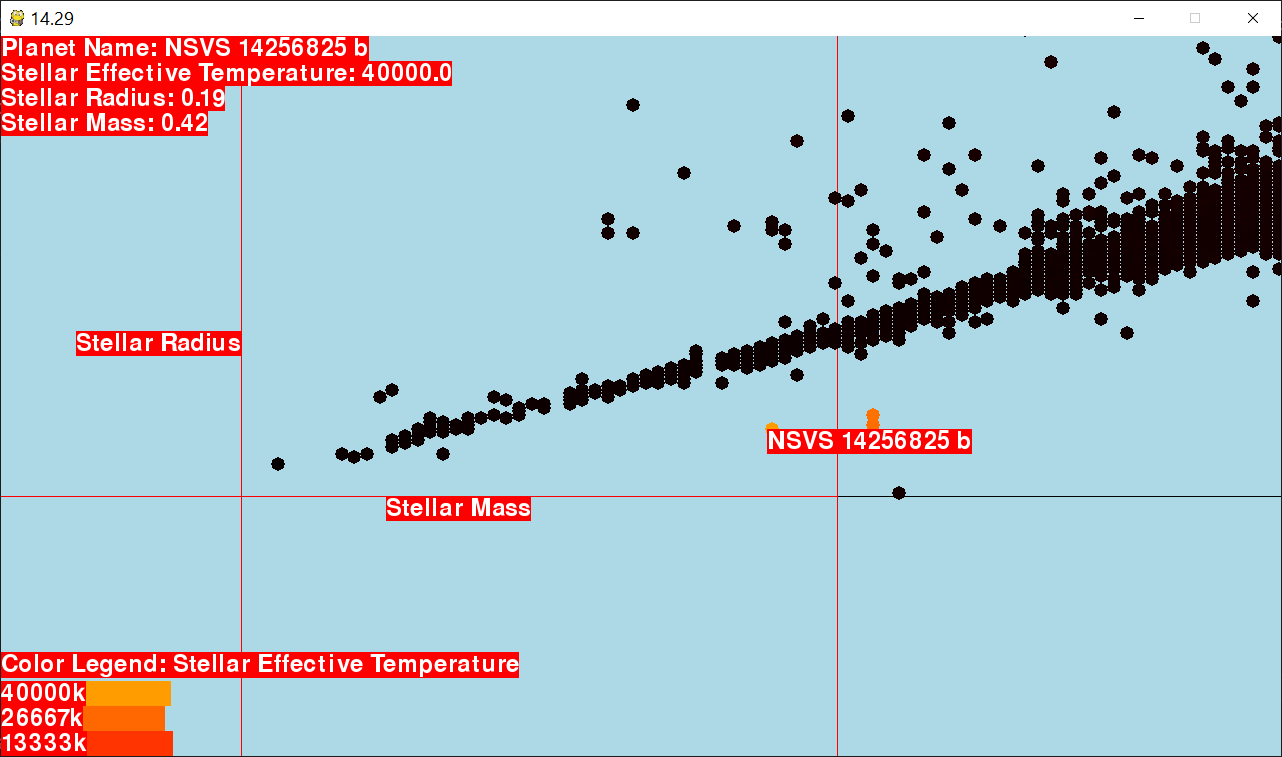 14.29
Planet Name: NSVS 14256825 b
Stellar Effective Temperature: 40000.0
Stellar Radius: 0.19
Stellar Mass: 0.42
Stellar Radius
NSVS 14256825 b
Stellar Mass
Color Legend: Stellar Effective Temperature
40000k
26667k
13333k